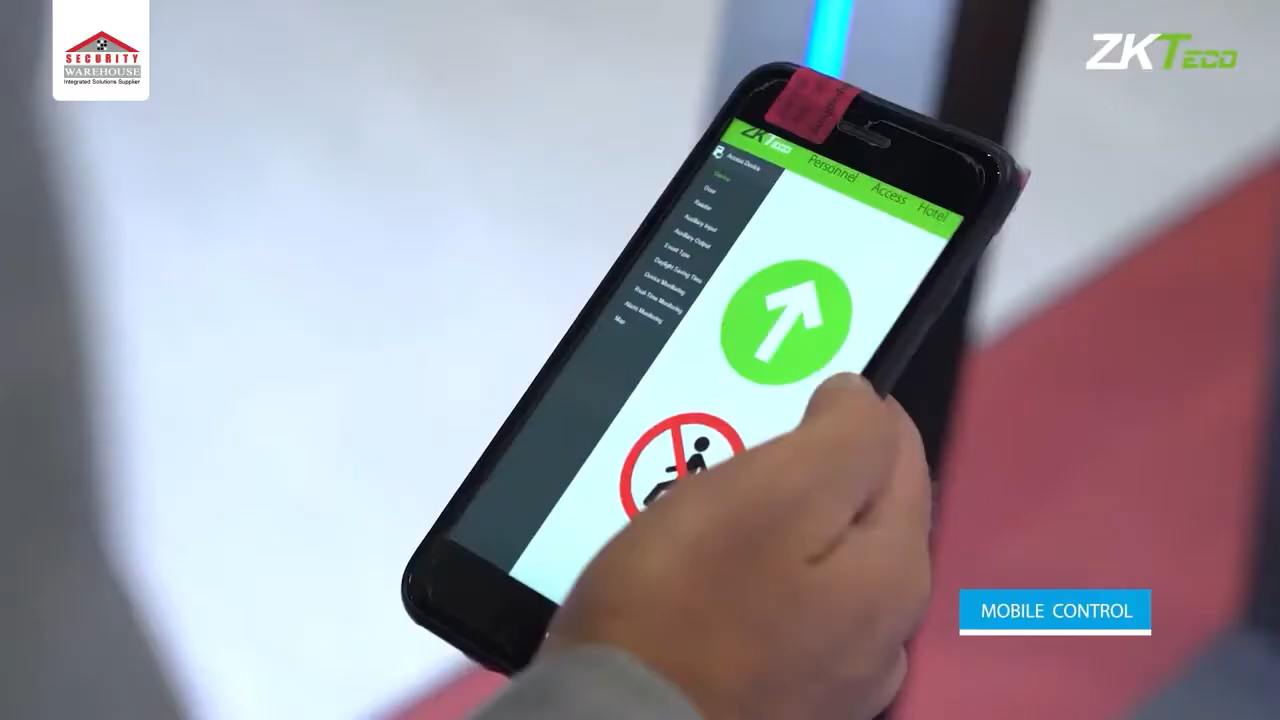 SECURITY
WAREHOUSE
Integrated Solutions Supplier
ZKTECO
ZKTECO
Personnel
Access
Hotel
Access Device
Device
Door
Reader
Auxiliary Input
Auxiliary Output
Event Type
Daylight Saving Time
Device Monitoring
Real-Time Monitoring
Alarm Monitoring
Map
MOBILE CONTROL